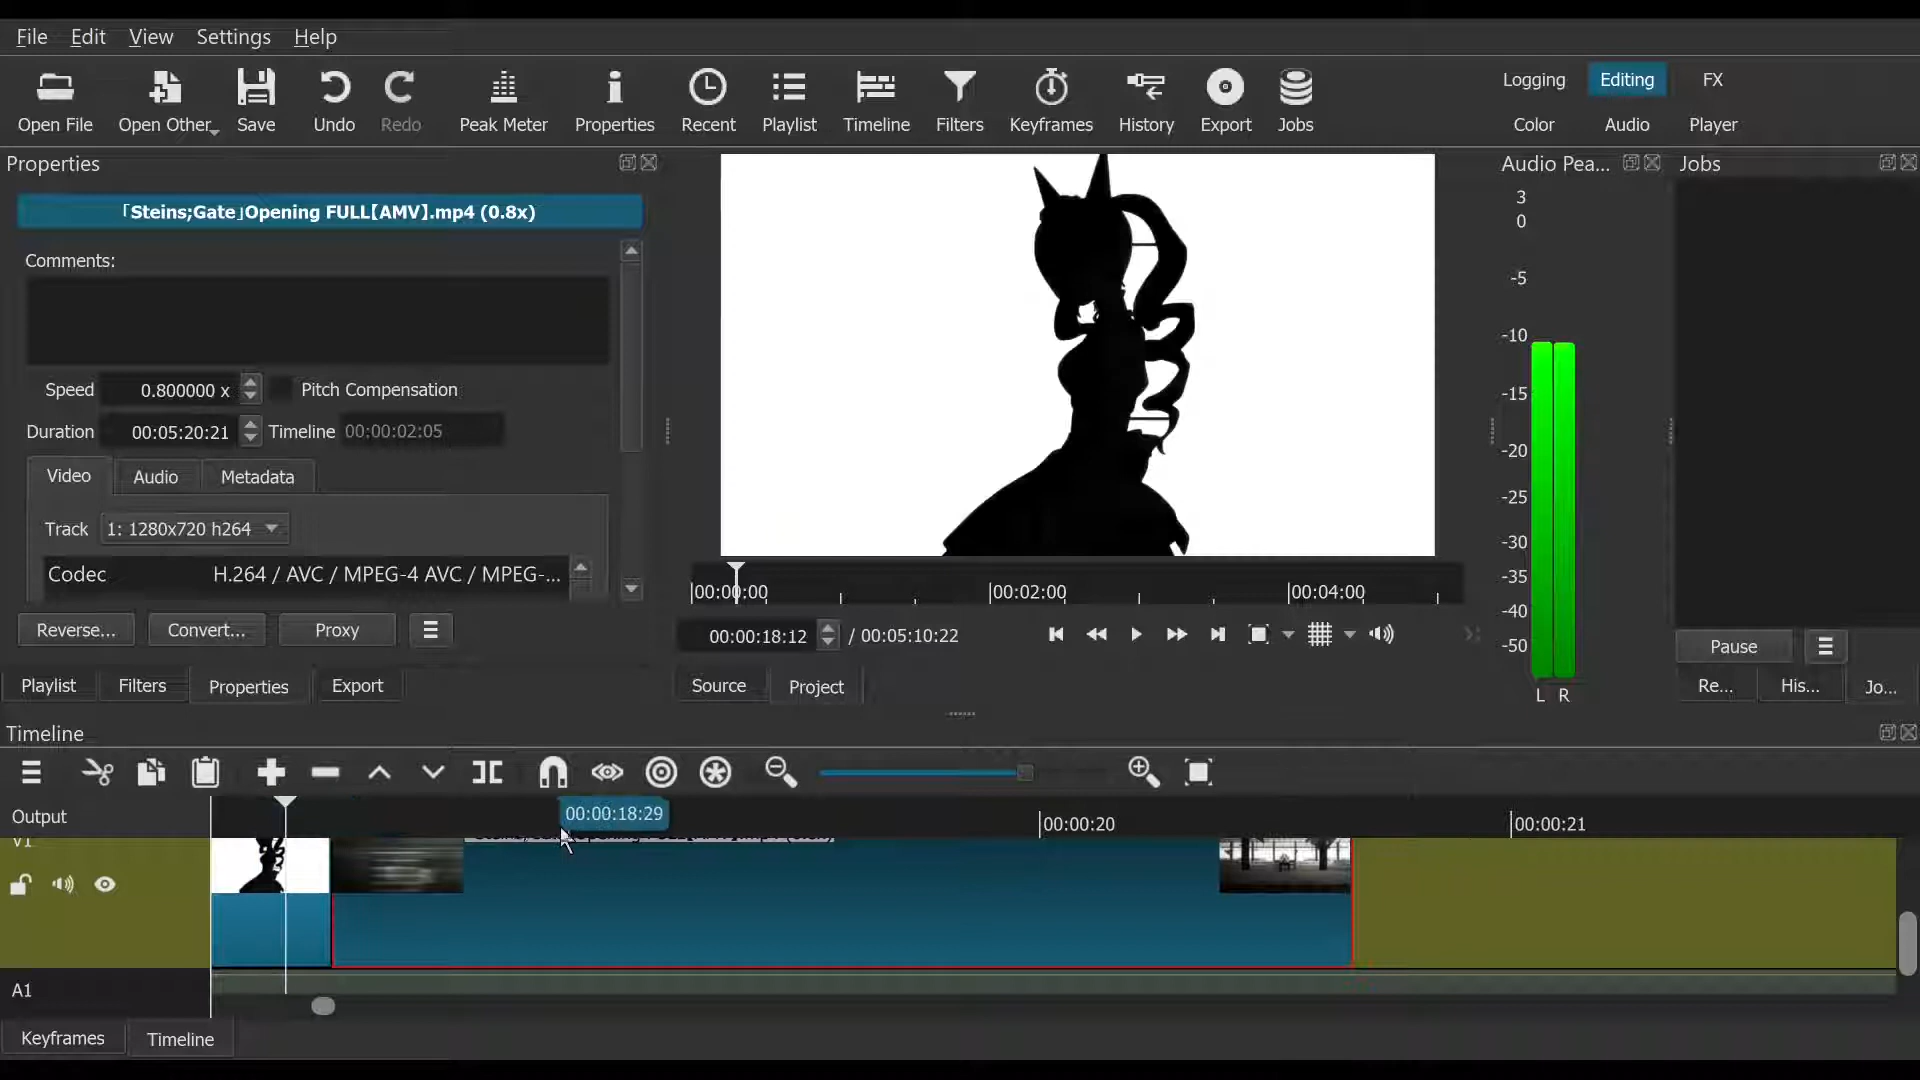 File Edit View Settings Help
Open File Open Other... Save Undo Redo Peak Meter Properties Recent Playlist Timeline Filters Keyframes History Export Jobs
Logging Editing FX
Color Audio Player
Properties
「Steins;Gate」Opening FULL【AMV】.mp4 (0.8x)
Comments:
Speed 0.800000 x Pitch Compensation
Duration 00:05:20:21 Timeline 00:00:02:05
Video Audio Metadata
Track 1: 1280x720 h264
Codec H.264 / AVC / MPEG-4 AVC / MPEG-...
Reverse... Convert... Proxy
Playlist Filters Properties Export
00:00:00 00:02:00 00:04:00
00:00:18:12 / 00:05:10:22
Source Project
Audio Pea...
3
0
-5
-10
-15
-20
-25
-30
-35
-40
-50
L R
Jobs
Pause
Re... His... Jo...
Timeline
Output
00:00:18:29
00:00:20 00:00:21
V1
A1
Keyframes Timeline